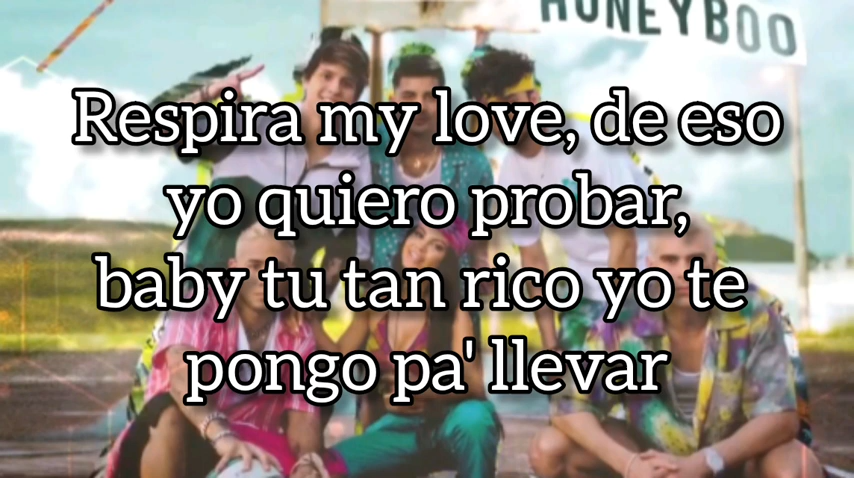 HONEYBOO
Respira my love, de eso
yo quiero probar,
baby tu tan rico yo te
pongo pa' llevar